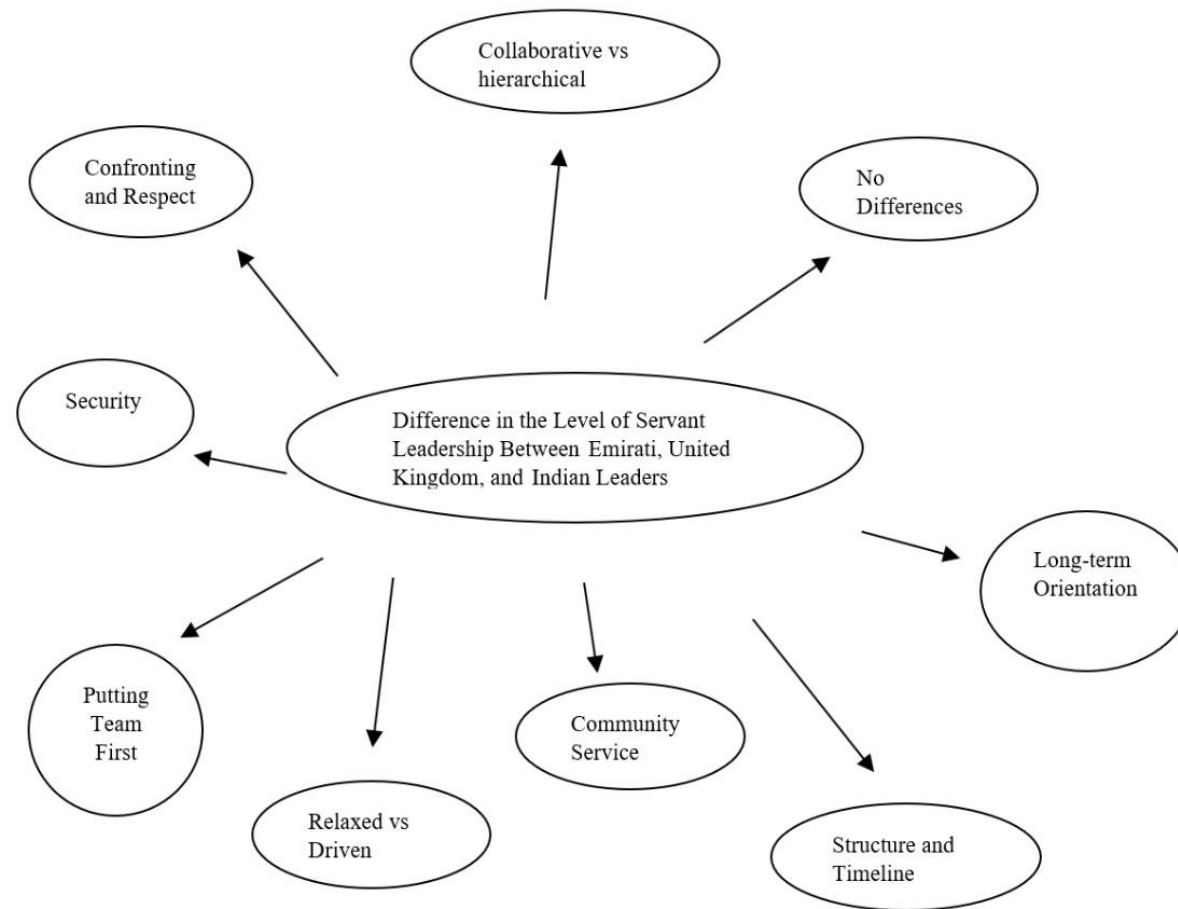 Collaborative vs
hierarchical
Confronting
and Respect
No
Differences
Security
Difference in the Level of Servant
Leadership Between Emirati, United
Kingdom, and Indian Leaders
Long-term
Orientation
Putting
Team
First
Community
Service
Relaxed vs
Driven
Structure and
Timeline